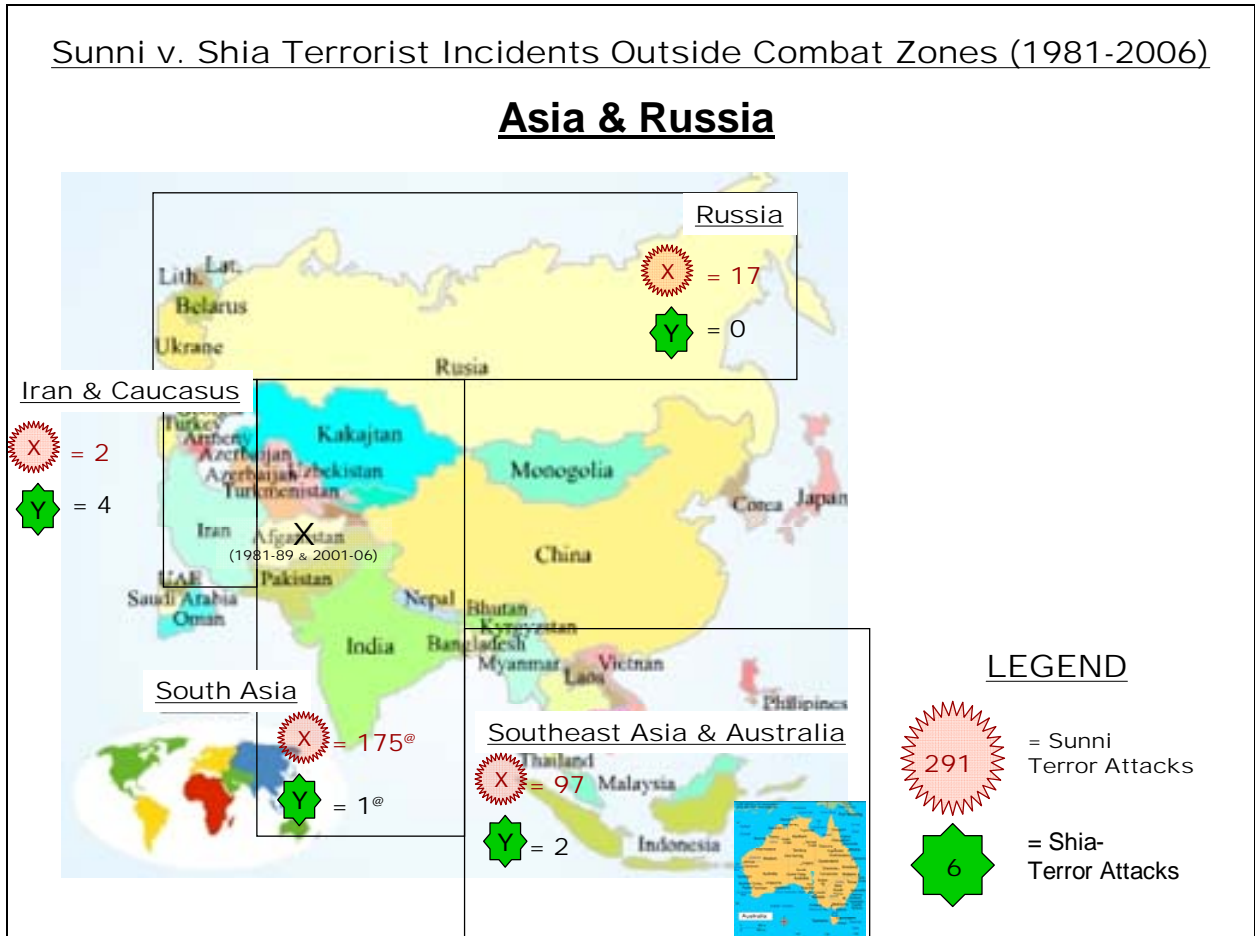 Sunni v. Shia Terrorist Incidents Outside Combat Zones (1981-2006)
Asia & Russia
Russia
X = 17
Y = 0
Lith. Lat.
Belarus
Ukrane
Rusia
Iran & Caucasus
X = 2
Y = 4
Turkey
Armeny
Azerbaijan
Azerbaijan
Kakajtan
Uzbekistan
Turkmenistan
Monogolia
Corea
Japan
Iran
Afganistan
X
(1981-89 & 2001-06)
China
UAE
Pakistan
Saudi Arabia
Oman
Nepal
Bhutan
Kyrgyzstan
India
Bangladesh
Myanmar
Laos
Vietnan
Philipines
South Asia
X = 175@
Y = 1@
Southeast Asia & Australia
Thailand
X = 97
Malaysia
Y = 2
Indonesia
Australia
LEGEND
291
= Sunni
Terror Attacks
6
= Shia-
Terror Attacks